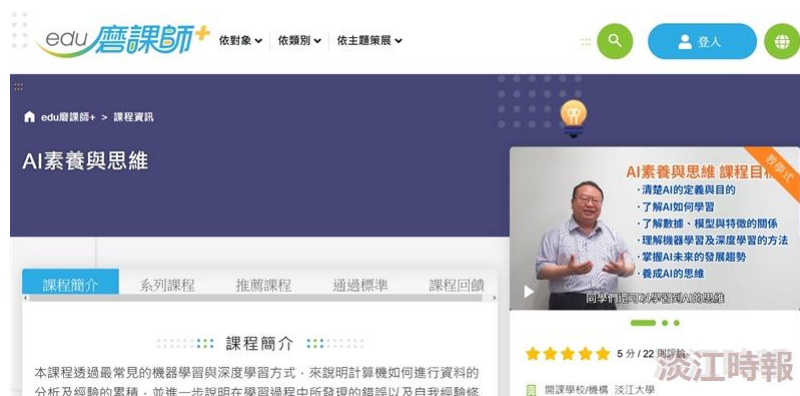 edu磨課師+
依對象
依類別
依主題策展
登入
edu磨課師+ > 課程資訊
AI素養與思維
教學式
AI素養與思維 課程目
·清楚AI的定義與目的
·了解AI如何學習
·了解數據、模型與特徵的關係
·理解機器學習及深度學習的方法
·掌握AI未來的發展趨勢
·養成AI的思維
同學們還可以學習到AI的思維
課程簡介
系列課程
推薦課程
通過標準
課程回饋
課程簡介
本課程透過最常見的機器學習與深度學習方式，來說明計算機如何進行資料的
分析及經驗的累積，並進一步說明在學習過程中所發現的錯誤以及自我經驗修
5 分 / 22 則評論
開課學校/機構 淡江大學
淡江時報